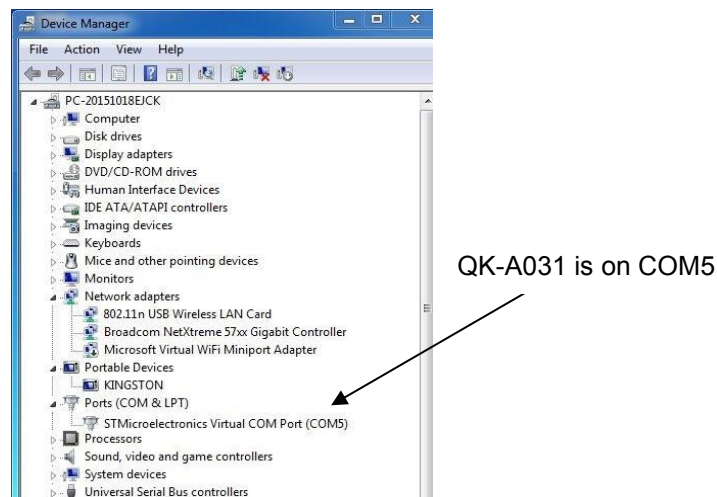 Device Manager
File Action View Help
PC-20151018EJCK
Computer
Disk drives
Display adapters
DVD/CD-ROM drives
Human Interface Devices
IDE ATA/ATAPI controllers
Imaging devices
Keyboards
Mice and other pointing devices
Monitors
Network adapters
802.11n USB Wireless LAN Card
Broadcom NetXtreme 57xx Gigabit Controller
Microsoft Virtual WiFi Miniport Adapter
Portable Devices
KINGSTON
Ports (COM & LPT)
STMicroelectronics Virtual COM Port (COM5)
Processors
Sound, video and game controllers
System devices
Universal Serial Bus controllers
QK-A031 is on COM5